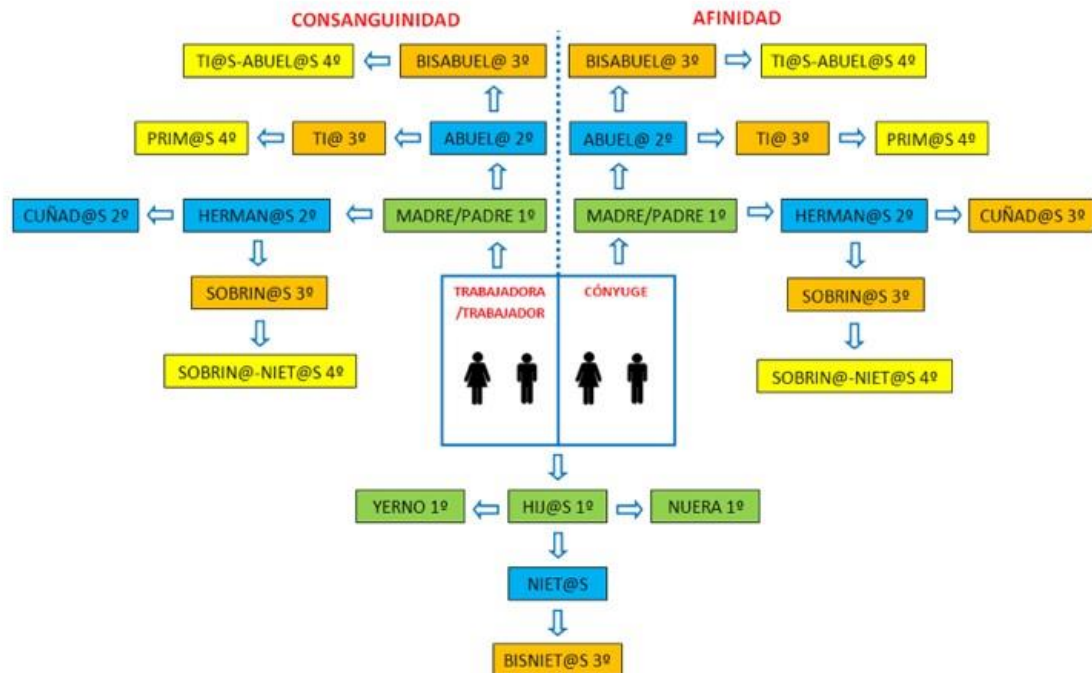 CONSANGUINIDAD
AFINIDAD
TI@S-ABUEL@S 4º
BISABUEL@ 3º
BISABUEL@ 3º
TI@S-ABUEL@S 4º
PRIM@S 4º
TI@ 3º
ABUEL@ 2º
ABUEL@ 2º
TI@ 3º
PRIM@S 4º
CUÑAD@S 2º
HERMAN@S 2º
MADRE/PADRE 1º
MADRE/PADRE 1º
HERMAN@S 2º
CUÑAD@S 3º
SOBRIN@S 3º
TRABAJADORA
/TRABAJADOR
CÓNYUGE
SOBRIN@S 3º
SOBRIN@-NIET@S 4º
SOBRIN@-NIET@S 4º
YERNO 1º
HIJ@S 1º
NUERA 1º
NIET@S
BISNIET@S 3º